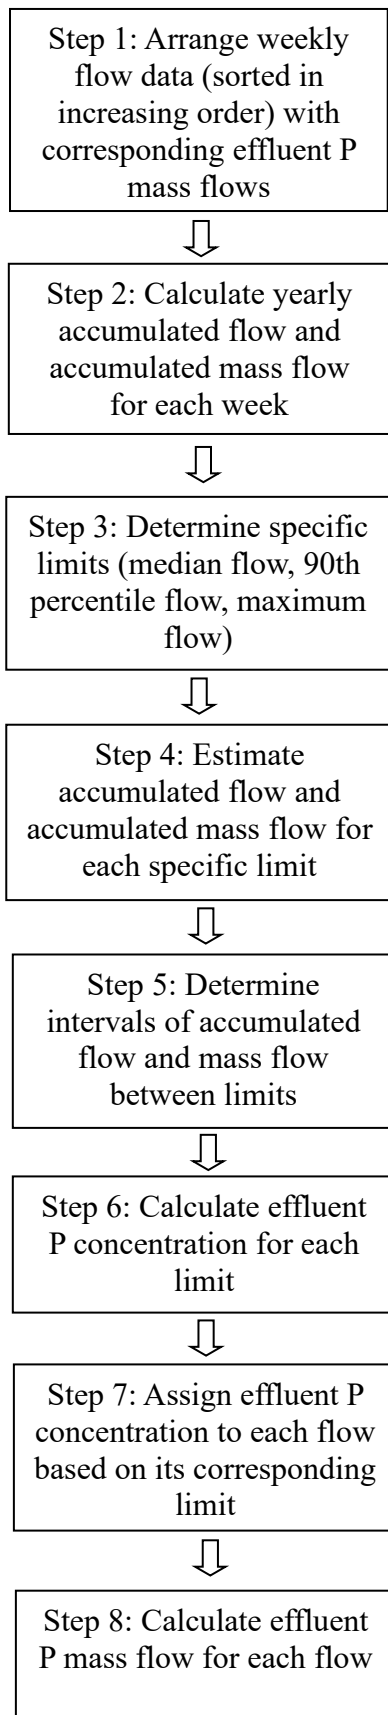 Step 1: Arrange weekly
flow data (sorted in
increasing order) with
corresponding effluent P
mass flows
Step 2: Calculate yearly
accumulated flow and
accumulated mass flow
for each week
Step 3: Determine specific
limits (median flow, 90th
percentile flow, maximum
flow)
Step 4: Estimate
accumulated flow and
accumulated mass flow for
each specific limit
Step 5: Determine
intervals of accumulated
flow and mass flow
between limits
Step 6: Calculate effluent
P concentration for each
limit
Step 7: Assign effluent P
concentration to each flow
based on its corresponding
limit
Step 8: Calculate effluent
P mass flow for each flow